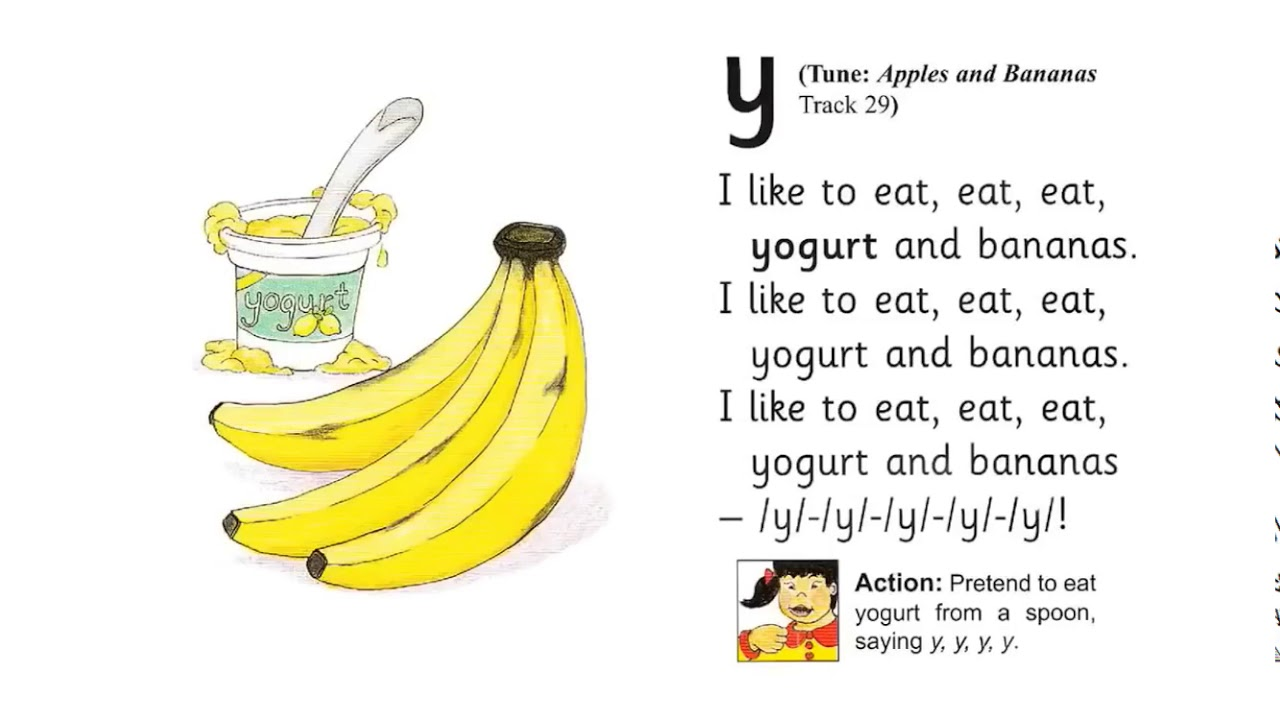 yogurt
y
(Tune: Apples and Bananas
Track 29)
I like to eat, eat, eat,
yogurt and bananas.
I like to eat, eat, eat,
yogurt and bananas.
I like to eat, eat, eat,
yogurt and bananas
– /y/-/y/-/y/-/y/-/y/!
Action: Pretend to eat
yogurt from a spoon,
saying y, y, y, y.